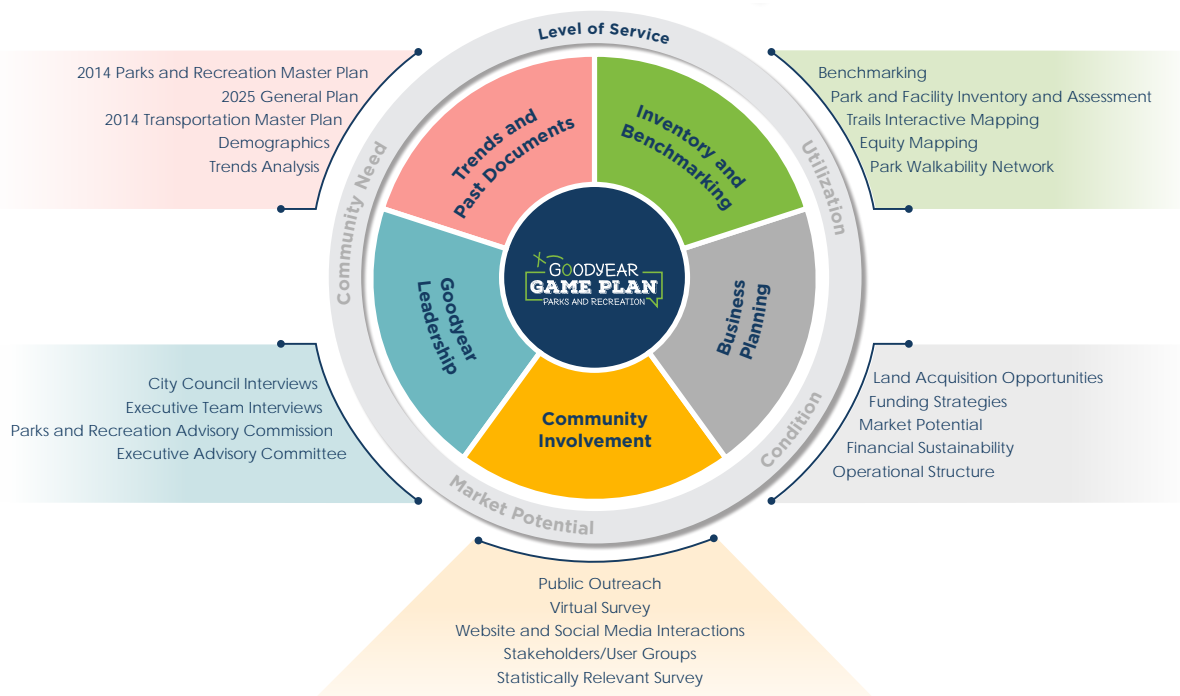 Level of Service
2014 Parks and Recreation Master Plan
2025 General Plan
2014 Transportation Master Plan
Demographics
Trends Analysis
Benchmarking
Park and Facility Inventory and Assessment
Trails Interactive Mapping
Equity Mapping
Park Walkability Network
Community Need
Utilization
Trends and
Past Documents
Inventory and
Benchmarking
GOODYEAR
GAME PLAN
PARKS AND RECREATION
Goodyear
Leadership
Business
Planning
Community
Involvement
City Council Interviews
Executive Team Interviews
Parks and Recreation Advisory Commission
Executive Advisory Committee
Land Acquisition Opportunities
Funding Strategies
Market Potential
Financial Sustainability
Operational Structure
Condition
Market Potential
Public Outreach
Virtual Survey
Website and Social Media Interactions
Stakeholders/User Groups
Statistically Relevant Survey